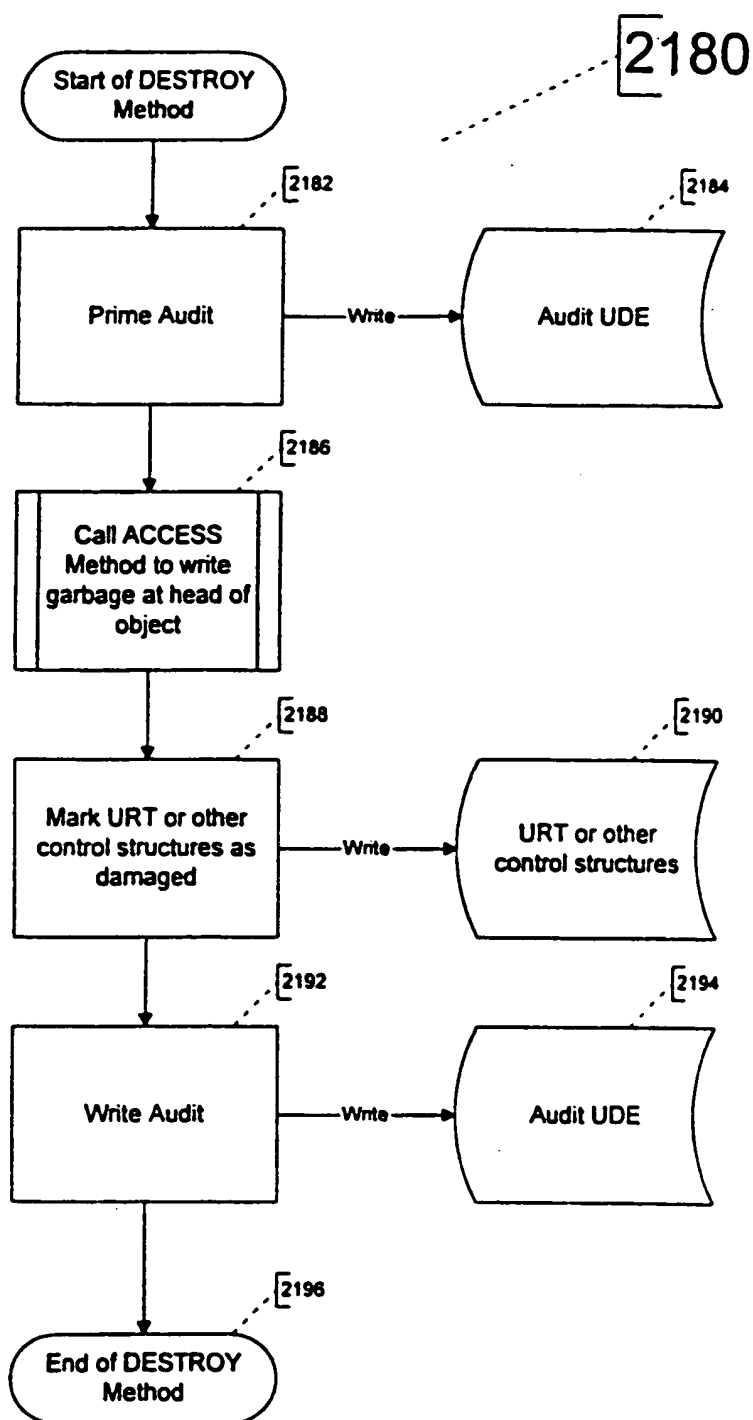 2180
Start of DESTROY
Method
2182
2184
Prime Audit
Write
Audit UDE
2186
Call ACCESS
Method to write
garbage at head of
object
2188
2190
Mark URT or other
control structures as
damaged
Write
URT or other
control structures
2192
2194
Write Audit
Write
Audit UDE
2196
End of DESTROY
Method